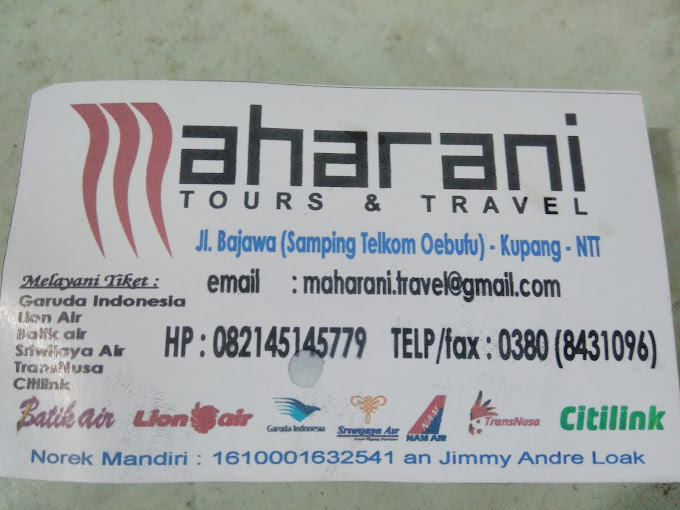 maharani
TOURS & TRAVEL
Jl. Bajawa (Samping Telkom Oebufu) - Kupang - NTT
email : maharani.travel@gmail.com
HP : 082145145779 TELP/fax : 0380 (8431096)
Melayani Tiket :
Garuda Indonesia
Lion Air
Batik air
Sriwijaya Air
TransNusa
Citilink
Batik air Lion air Garuda Indonesia Sriwijaya Air NAM AIR TransNusa Citilink
Norek Mandiri : 1610001632541 an Jimmy Andre Loak